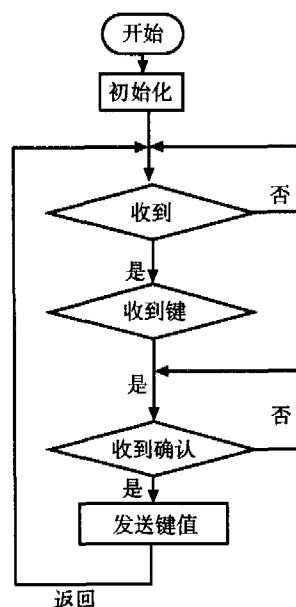 开始
初始化
收到
否
是
收到键
是
否
收到确认
是
发送键值
返回